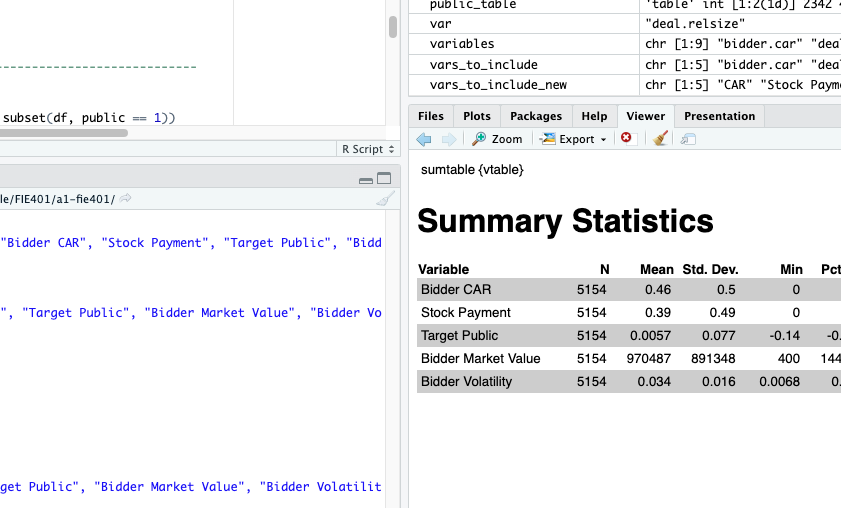 public_table 'table' int [1:2(1d)] 2342
var "deal.relsize"
variables chr [1:9] "bidder.car" "dea
vars_to_include chr [1:5] "bidder.car" "dea
vars_to_include_new chr [1:5] "CAR" "Stock Payme
------------------------------
subset(df, public == 1))
R Script
le/FIE401/a1-fie401/
"Bidder CAR", "Stock Payment", "Target Public", "Bidd
", "Target Public", "Bidder Market Value", "Bidder Vo
get Public", "Bidder Market Value", "Bidder Volatilit
Files Plots Packages Help Viewer Presentation
Zoom Export
sumtable {vtable}
Summary Statistics
Variable N Mean Std. Dev. Min Pct
Bidder CAR 5154 0.46 0.5 0
Stock Payment 5154 0.39 0.49 0
Target Public 5154 0.0057 0.077 -0.14 -0.
Bidder Market Value 5154 970487 891348 400 144
Bidder Volatility 5154 0.034 0.016 0.0068 0.